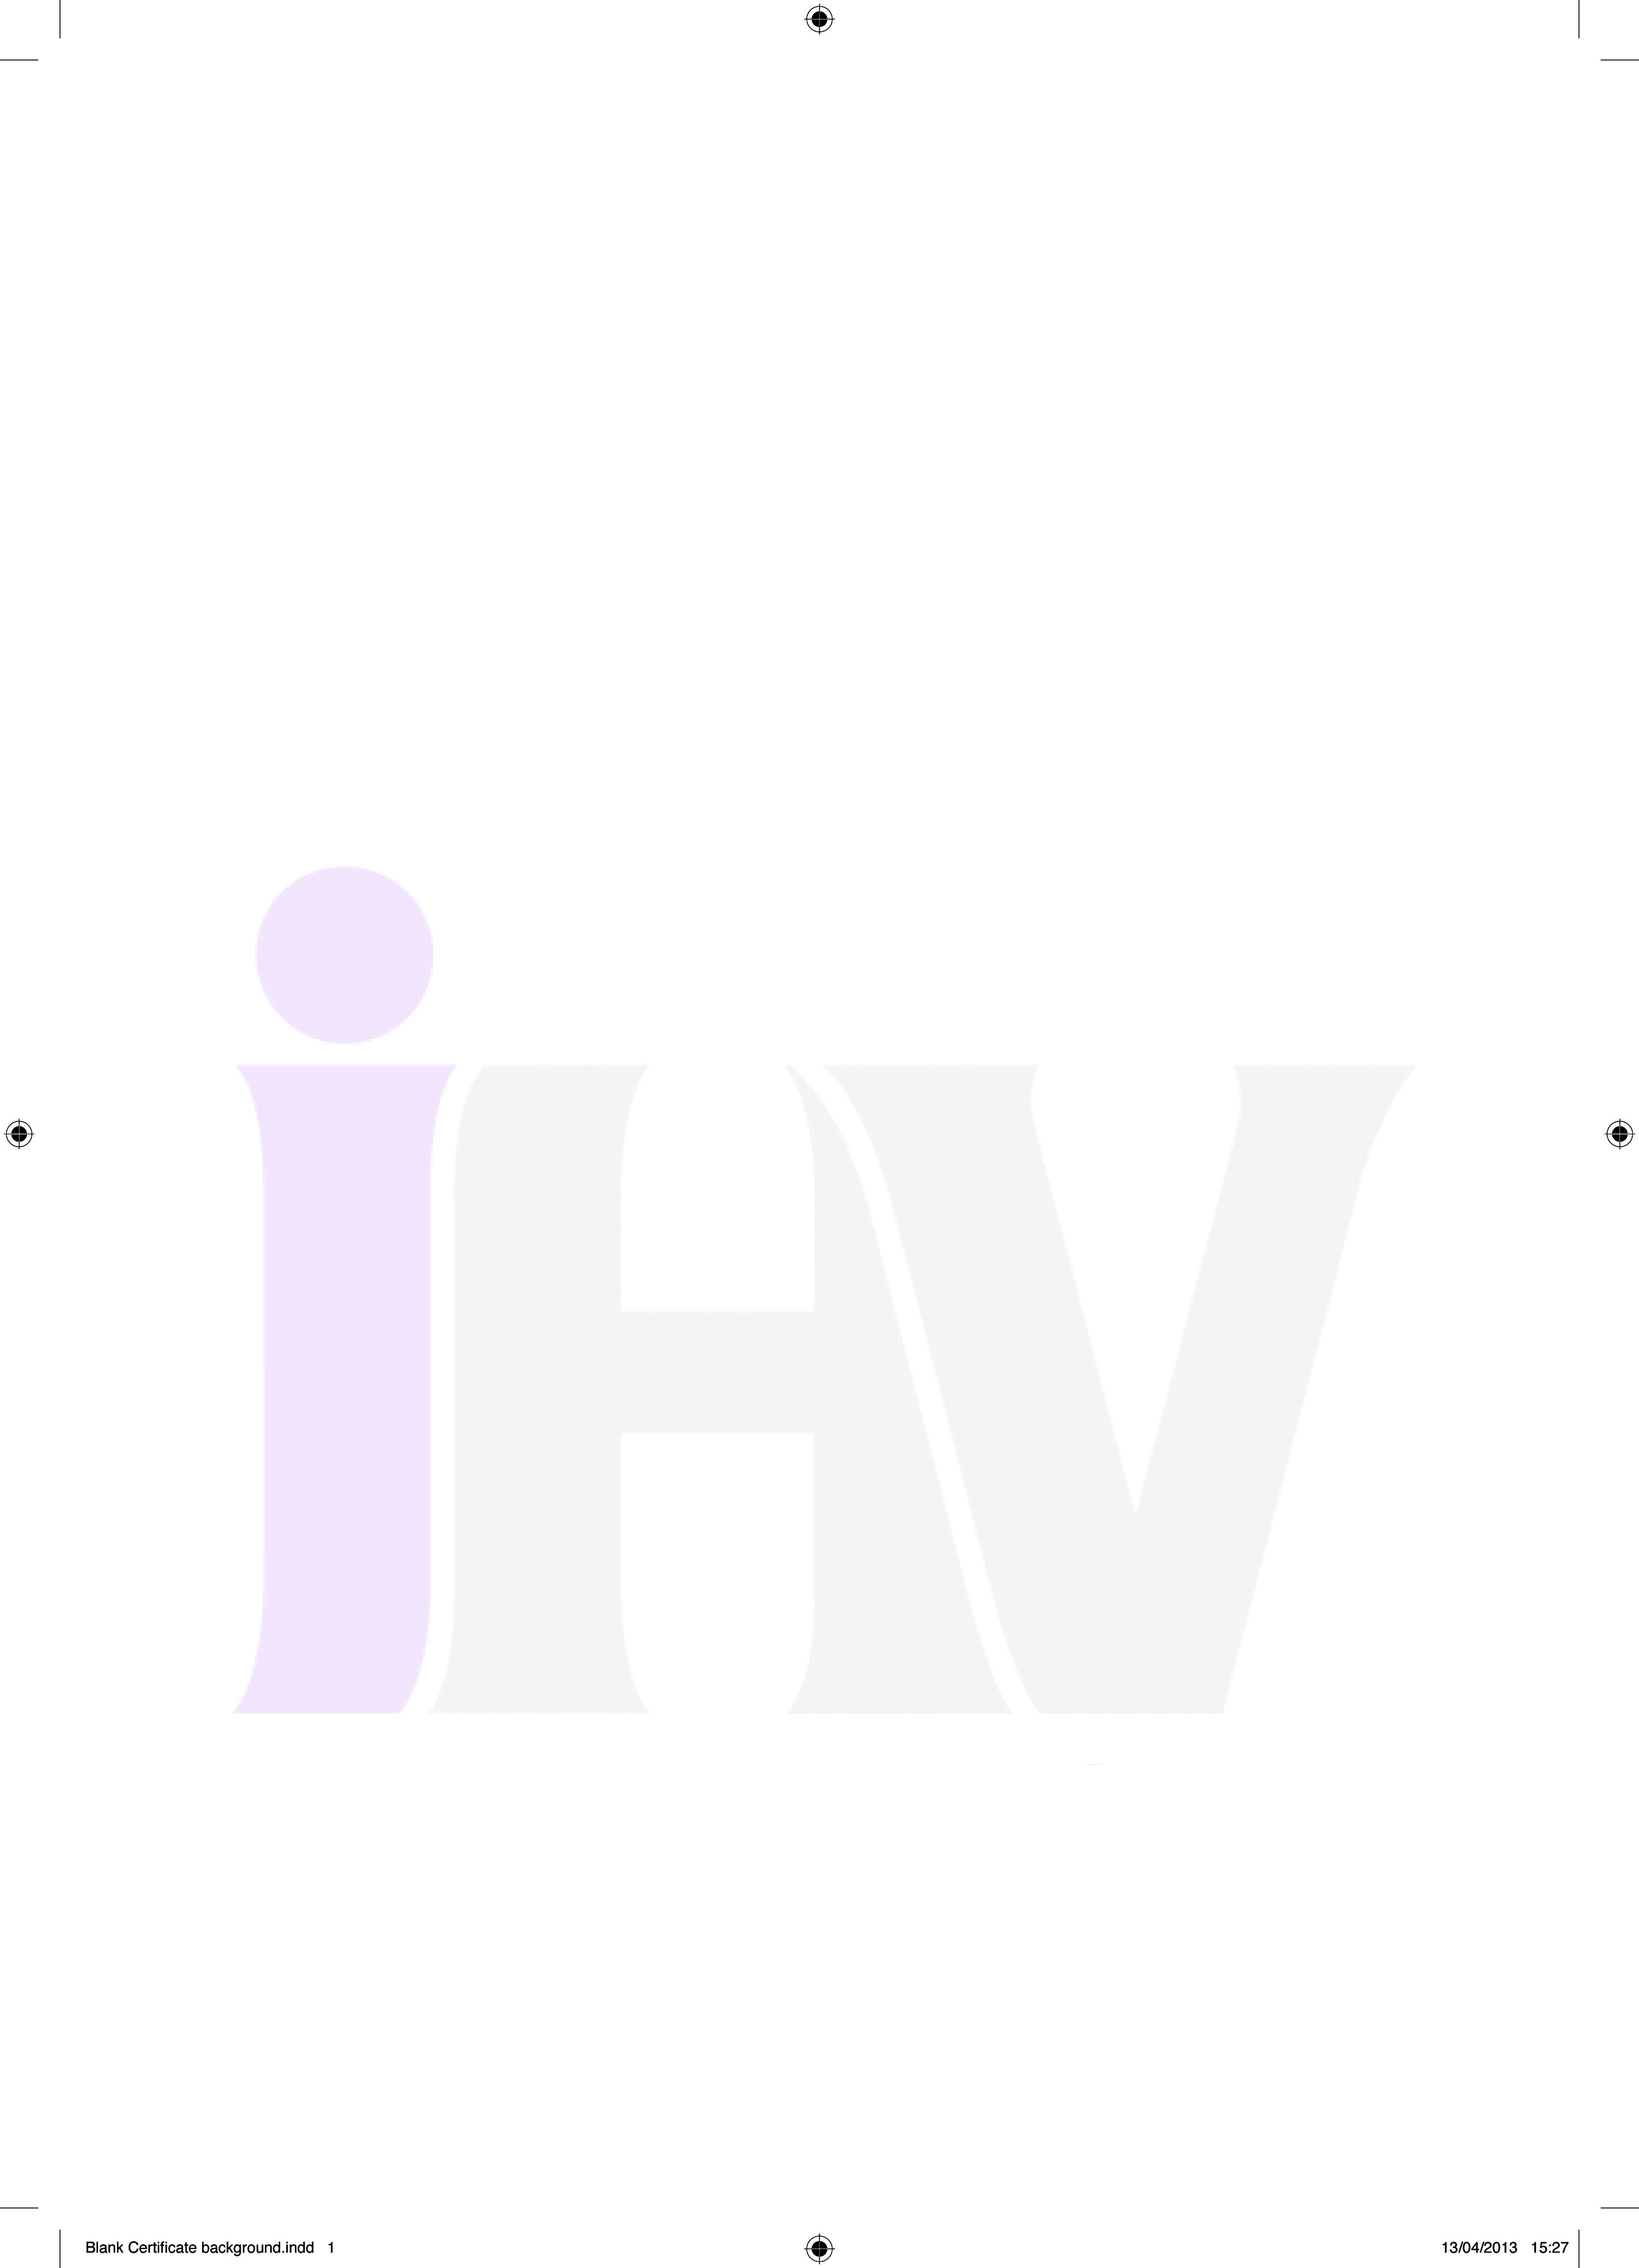 iHV
Blank Certificate background.indd 1
13/04/2013 15:27